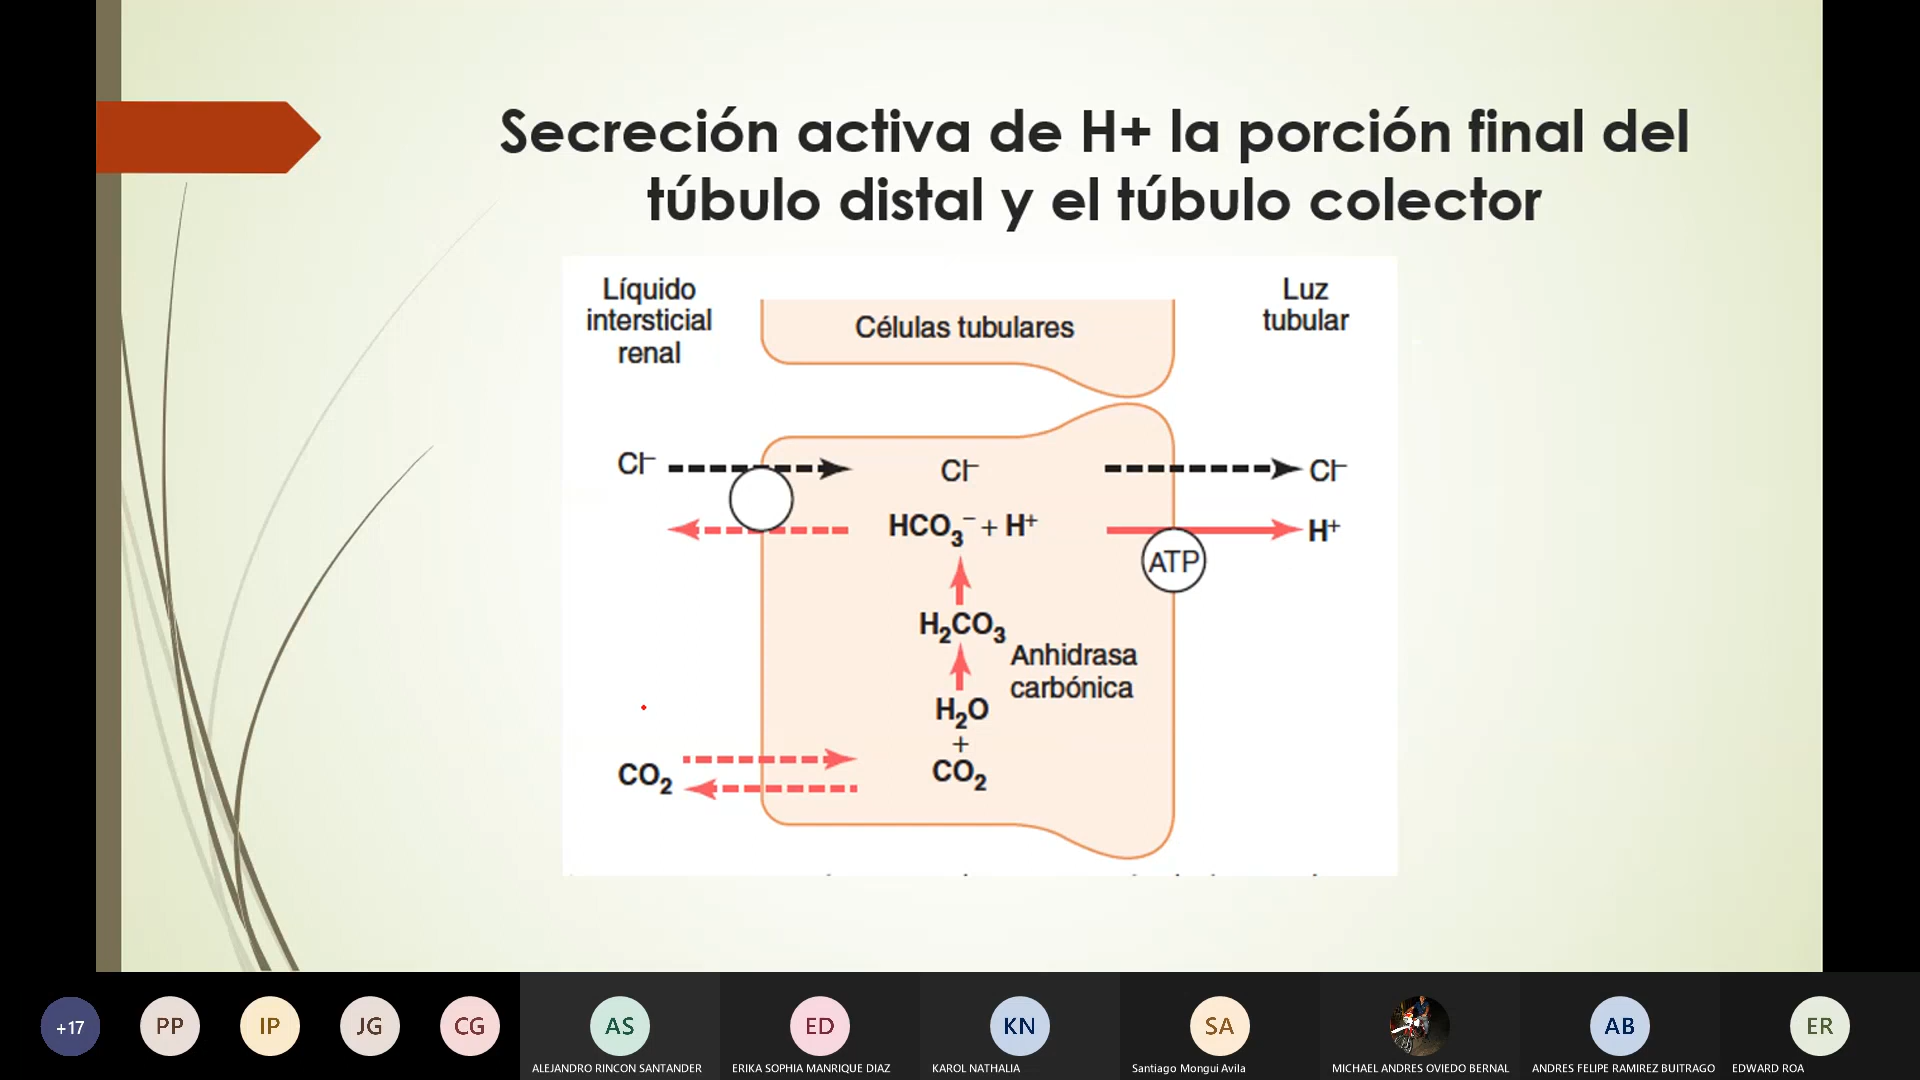 Secreción activa de H+ la porción final del
túbulo distal y el túbulo colector
Líquido
intersticial
renal
Células tubulares
Luz
tubular
Cl⁻
Cl⁻
Cl⁻
HCO₃⁻ + H⁺
H⁺
ATP
H₂CO₃
Anhidrasa
carbónica
H₂O
+
CO₂
CO₂
+17
PP
IP
JG
CG
AS
ED
KN
SA
AB
ER
ALEJANDRO RINCON SANTANDER
ERIKA SOPHIA MANRIQUE DIAZ
KAROL NATHALIA
Santiago Mongui Avila
MICHAEL ANDRES OVIEDO BERNAL
ANDRES FELIPE RAMIREZ BUITRAGO
EDWARD ROA